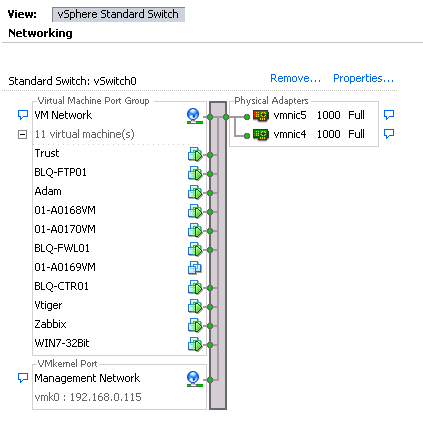 View: vSphere Standard Switch
Networking
Standard Switch: vSwitch0 Remove... Properties...
Virtual Machine Port Group Physical Adapters
VM Network vmnic5 1000 Full
11 virtual machine(s) vmnic4 1000 Full
Trust
BLQ-FTP01
Adam
01-A0168VM
01-A0170VM
BLQ-FWL01
01-A0169VM
BLQ-CTR01
Vtiger
Zabbix
WIN7-32Bit
VMkernel Port
Management Network
vmk0 : 192.168.0.115